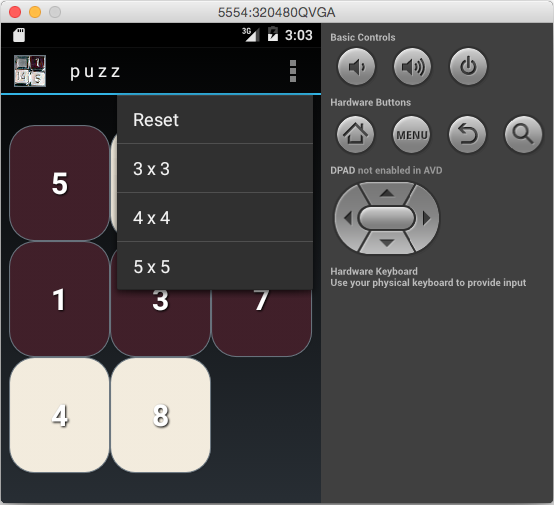 5554:320480QVGA
3G
3:03
puzz
Reset
3 x 3
4 x 4
5 x 5
5
1
3
7
4
8
Basic Controls
Hardware Buttons
MENU
DPAD not enabled in AVD
Hardware Keyboard
Use your physical keyboard to provide input